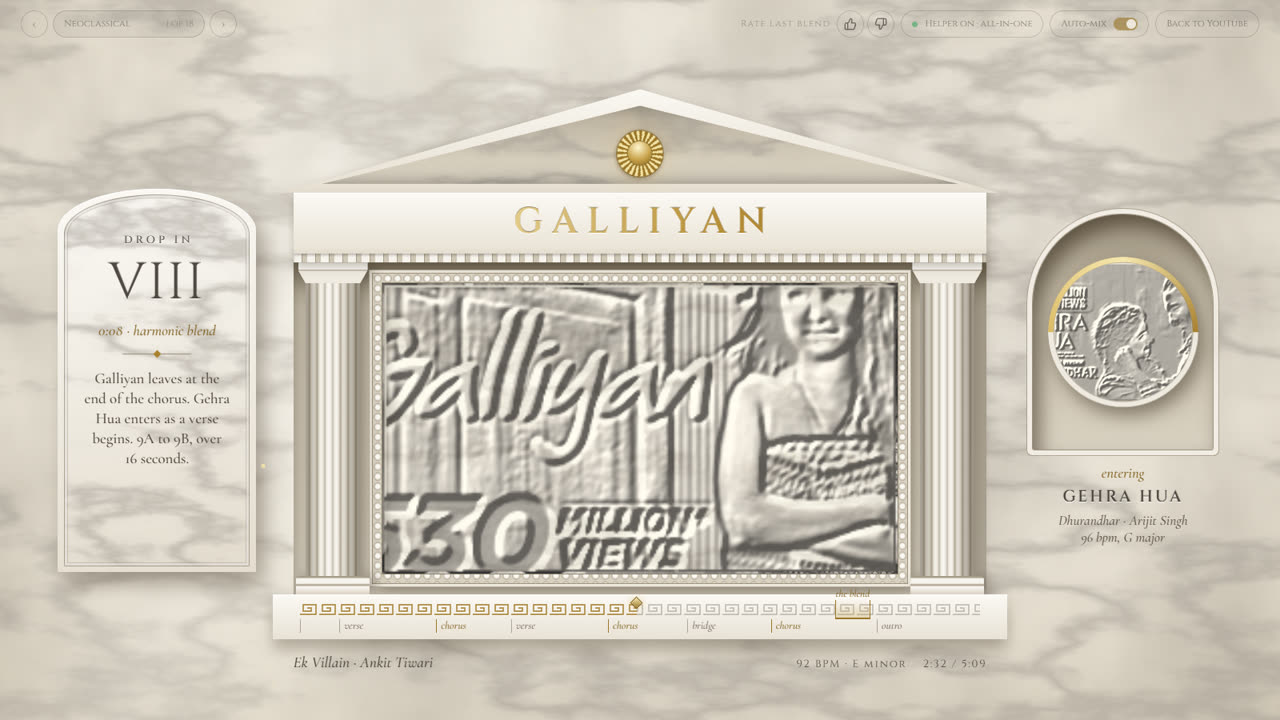 ‹ Neoclassical 1 of 18 ›
Rate last blend
Helper on · all-in-one
Auto-mix
Back to YouTube
GALLIYAN
DROP IN
VIII
0:08 · harmonic blend
Galliyan leaves at the
end of the chorus. Gehra
Hua enters as a verse
begins. 9A to 9B, over
16 seconds.
Galliyan
530 MILLION
VIEWS
VIEWS
entering
GEHRA HUA
Dhurandhar · Arijit Singh
96 bpm, G major
the blend
verse
chorus
verse
chorus
bridge
chorus
outro
Ek Villain · Ankit Tiwari
92 BPM · E MINOR 2:32 / 5:09